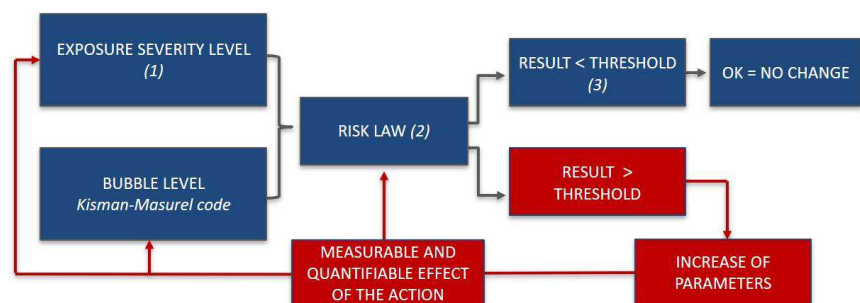 EXPOSURE SEVERITY LEVEL
(1)
BUBBLE LEVEL
Kisman-Masurel code
RISK LAW (2)
RESULT < THRESHOLD
(3)
OK = NO CHANGE
RESULT >
THRESHOLD
MEASURABLE AND
QUANTIFIABLE EFFECT
OF THE ACTION
INCREASE OF
PARAMETERS